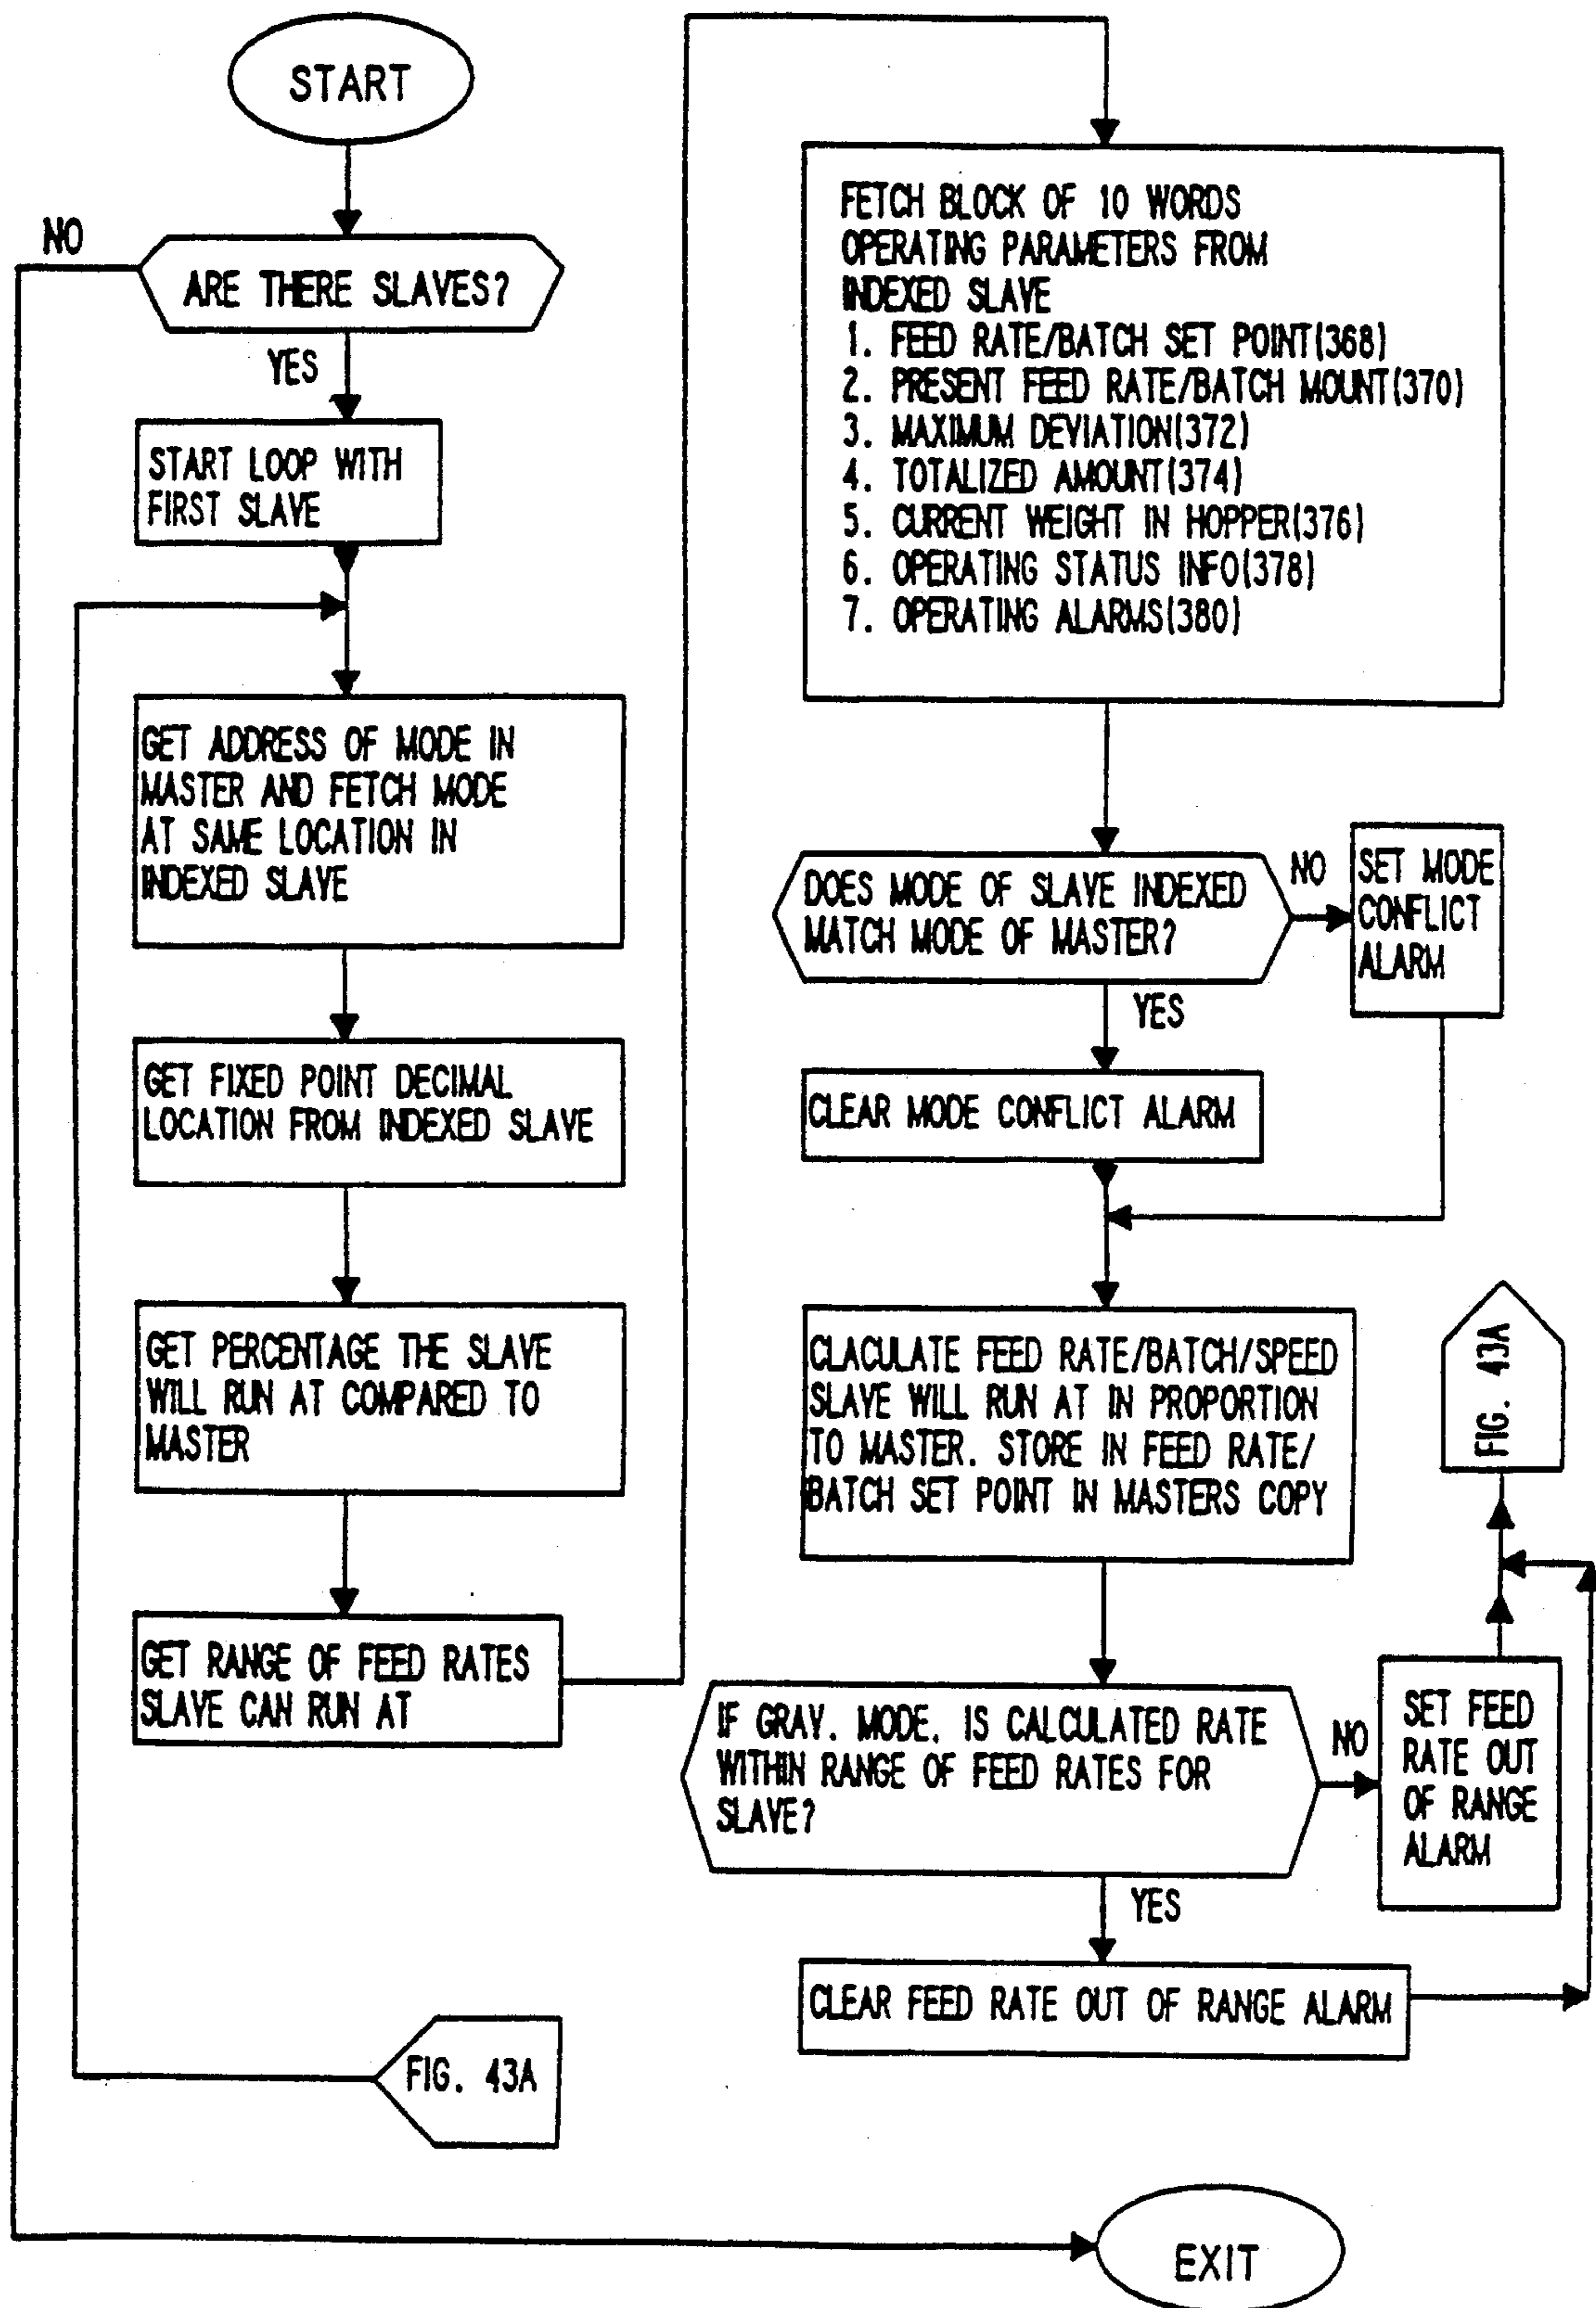 START
NO
ARE THERE SLAVES?
YES
START LOOP WITH
FIRST SLAVE
GET ADDRESS OF MODE IN
MASTER AND FETCH MODE
AT SAME LOCATION IN
INDEXED SLAVE
GET FIXED POINT DECIMAL
LOCATION FROM INDEXED SLAVE
GET PERCENTAGE THE SLAVE
WILL RUN AT COMPARED TO
MASTER
GET RANGE OF FEED RATES
SLAVE CAN RUN AT
FIG. 43A
FETCH BLOCK OF 10 WORDS
OPERATING PARAMETERS FROM
INDEXED SLAVE
1. FEED RATE/BATCH SET POINT(368)
2. PRESENT FEED RATE/BATCH MOUNT(370)
3. MAXIMUM DEVIATION(372)
4. TOTALIZED AMOUNT(374)
5. CURRENT WEIGHT IN HOPPER(376)
6. OPERATING STATUS INFO(378)
7. OPERATING ALARMS(380)
DOES MODE OF SLAVE INDEXED
MATCH MODE OF MASTER?
NO
SET MODE
CONFLICT
ALARM
YES
CLEAR MODE CONFLICT ALARM
CLACULATE FEED RATE/BATCH/SPEED
SLAVE WILL RUN AT IN PROPORTION
TO MASTER. STORE IN FEED RATE/
BATCH SET POINT IN MASTERS COPY
FIG. 43A
IF GRAV. MODE. IS CALCULATED RATE
WITHIN RANGE OF FEED RATES FOR
SLAVE?
NO
SET FEED
RATE OUT
OF RANGE
ALARM
YES
CLEAR FEED RATE OUT OF RANGE ALARM
EXIT